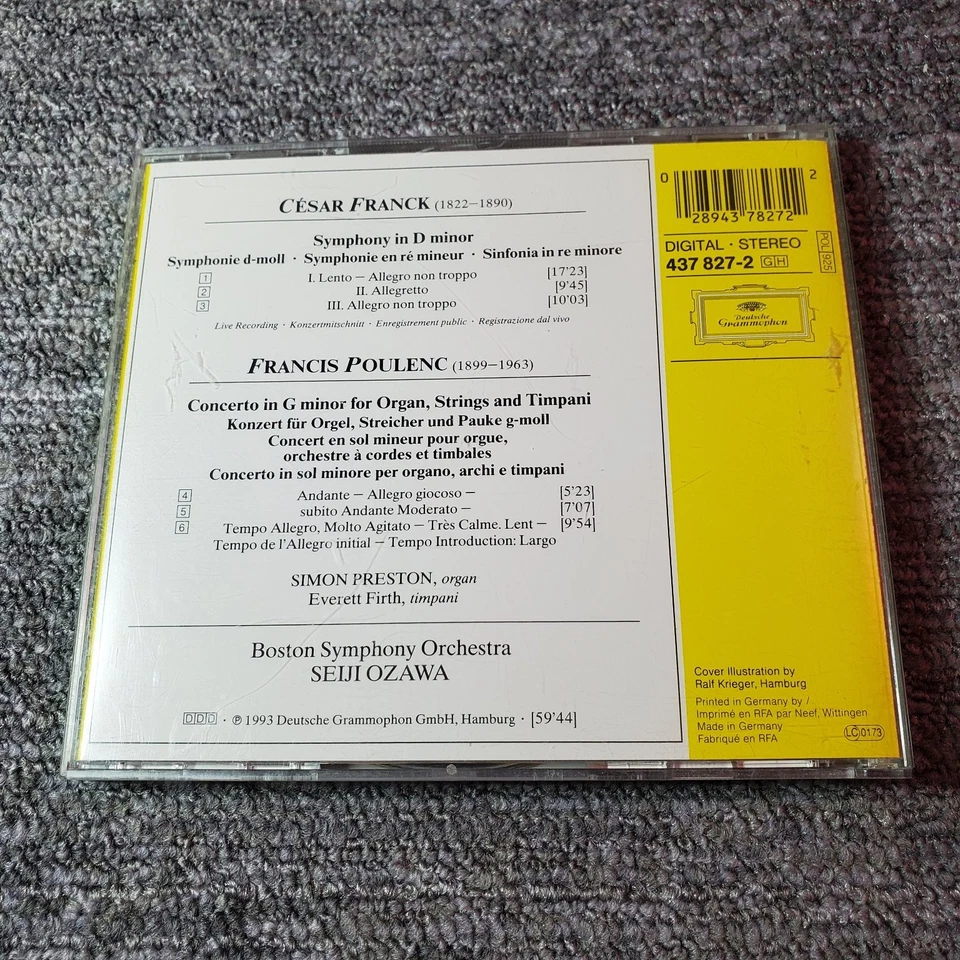 CÉSAR FRANCK (1822–1890)
Symphony in D minor
Symphonie d-moll · Symphonie en ré mineur · Sinfonia in re minore
1 I. Lento – Allegro non troppo [17'23]
2 II. Allegretto [9'45]
3 III. Allegro non troppo [10'03]
Live Recording · Konzertmitschnitt · Enregistrement public · Registrazione dal vivo
FRANCIS POULENC (1899–1963)
Concerto in G minor for Organ, Strings and Timpani
Konzert für Orgel, Streicher und Pauke g-moll
Concert en sol mineur pour orgue,
orchestre à cordes et timbales
Concerto in sol minore per organo, archi e timpani
4 Andante – Allegro giocoso – [5'23]
5 subito Andante Moderato – [7'07]
6 Tempo Allegro, Molto Agitato – Très Calme. Lent – [9'54]
Tempo de l'Allegro initial – Tempo Introduction: Largo
SIMON PRESTON, organ
Everett Firth, timpani
Boston Symphony Orchestra
SEIJI OZAWA
DDD · ℗ 1993 Deutsche Grammophon GmbH, Hamburg · [59'44]
0 28943 78272 2
DIGITAL · STEREO
437 827-2 GH
POL 925
Deutsche
Grammophon
Cover Illustration by
Ralf Krieger, Hamburg
Printed in Germany by /
Imprimé en RFA par Neef, Wittingen
Made in Germany
Fabriqué en RFA
LC 0173